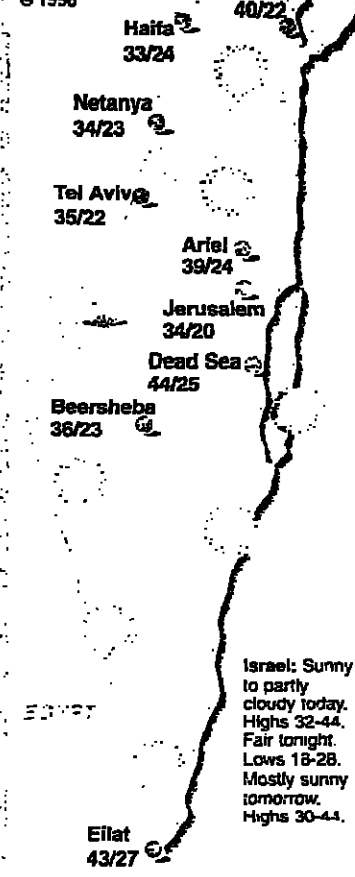 © 1996
40/22
Haifa
33/24
Netanya
34/23
Tel Aviv
35/22
Ariel
39/24
Jerusalem
34/20
Dead Sea
44/25
Beersheba
36/23
Israel: Sunny
to partly
cloudy today.
Highs 32-44.
Fair tonight.
Lows 18-28.
Mostly sunny
tomorrow.
Highs 30-44.
Eilat
43/27